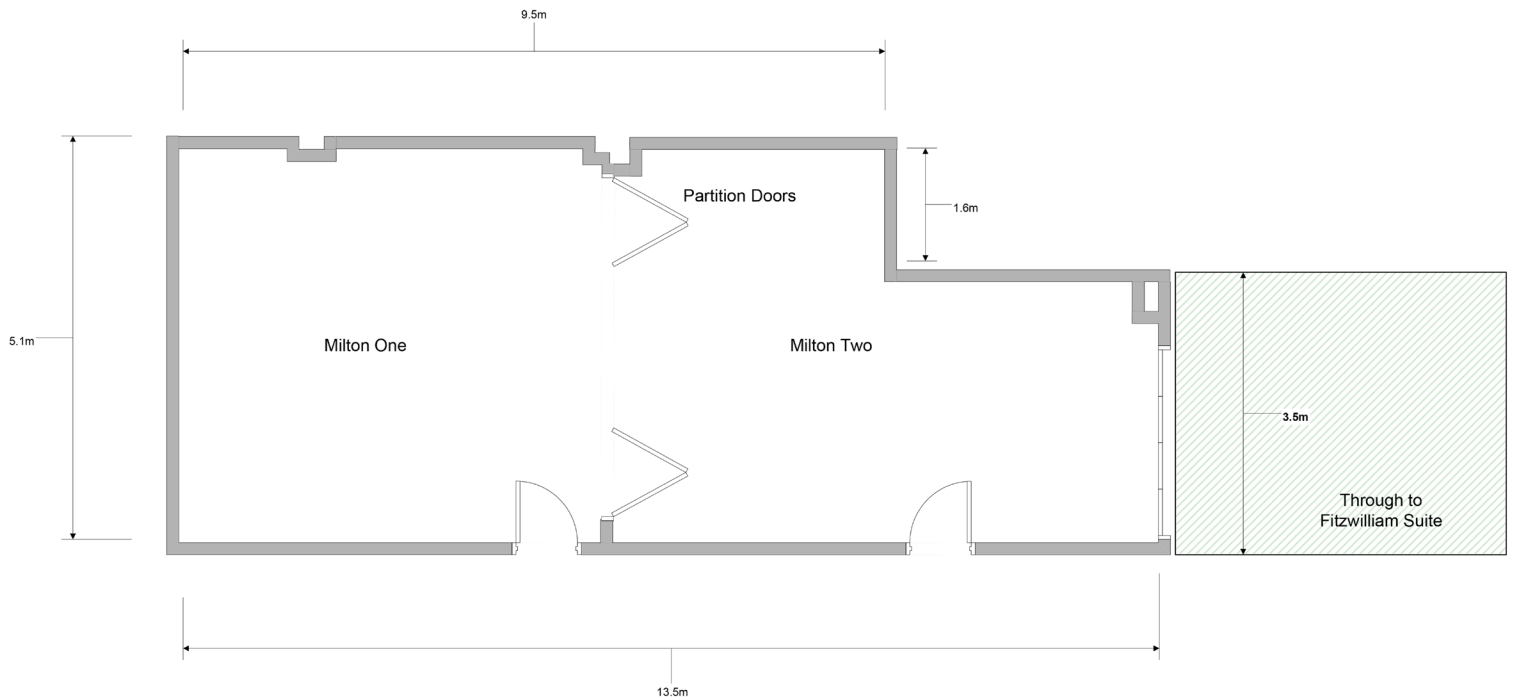 9.5m
Partition Doors
1.6m
5.1m
Milton One
Milton Two
3.5m
Through to
Fitzwilliam Suite
13.5m